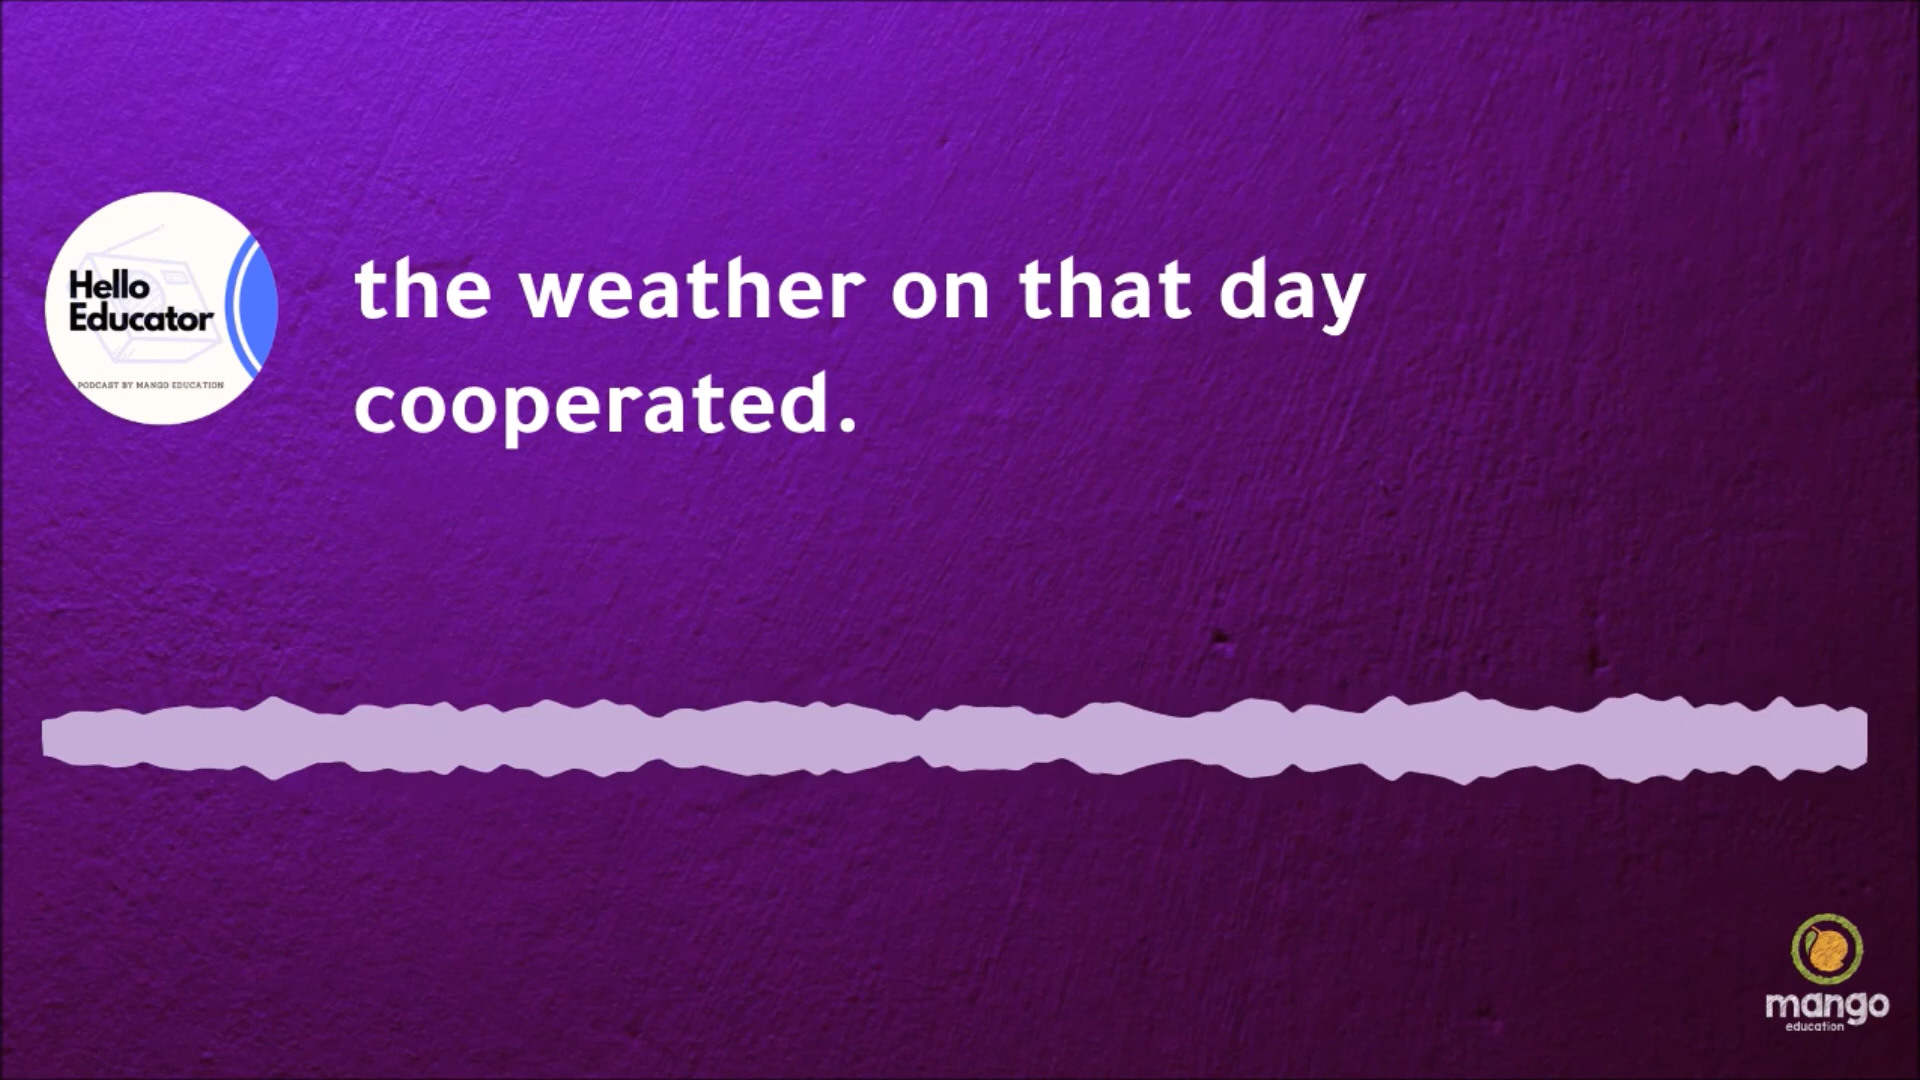 Hello
Educator
PODCAST BY MANGO EDUCATION
the weather on that day
cooperated.
mango
education